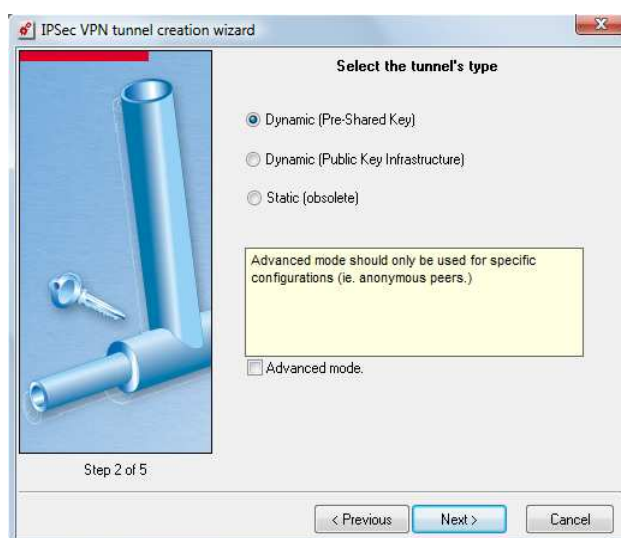 IPSec VPN tunnel creation wizard
Select the tunnel's type
Dynamic (Pre-Shared Key)
Dynamic (Public Key Infrastructure)
Static (obsolete)
Advanced mode should only be used for specific
configurations (ie. anonymous peers.)
Advanced mode.
Step 2 of 5
< Previous
Next >
Cancel